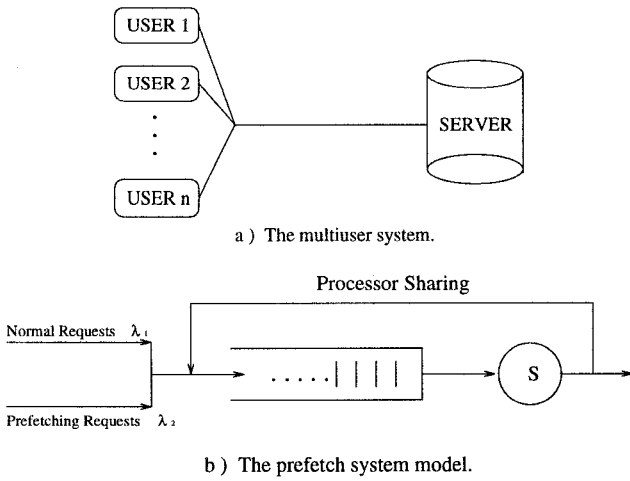 USER 1
USER 2
SERVER
USER n
a ) The multiuser system.
Processor Sharing
Normal Requests λ₁
S
Prefetching Requests λ₂
b ) The prefetch system model.